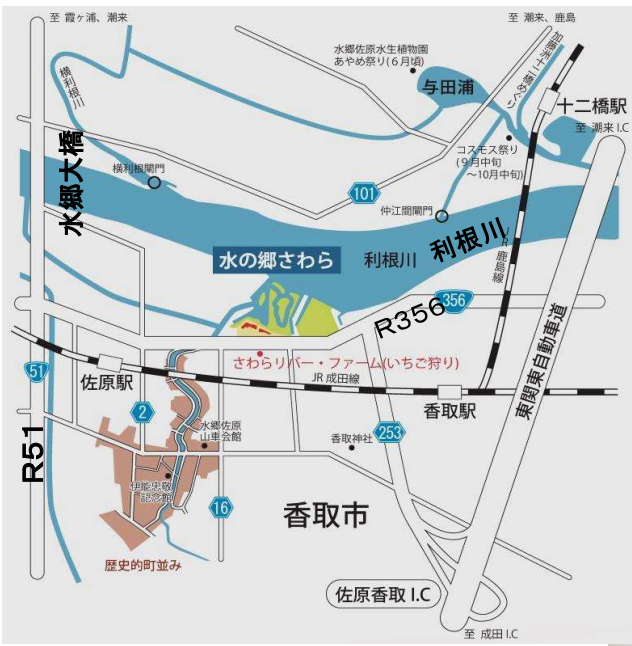 至 霞ヶ浦、潮来
至 潮来、鹿島
加藤洲十二橋めぐり
水郷佐原水生植物園
あやめ祭り(6月頃)
横利根川
与田浦
十二橋駅
至 潮来 I.C
水郷大橋
コスモス祭り
(9月中旬
～10月中旬)
横利根閘門
101
仲江間閘門
水の郷さわら
利根川
利根川
JR 鹿島線
356
R356
東関東自動車道
さわらリバー・ファーム(いちご狩り)
51
佐原駅
JR 成田線
香取駅
2
水郷佐原
山車会館
253
香取神社
R51
伊能忠敬
記念館
16
香取市
歴史的町並み
佐原香取 I.C
至 成田 I.C